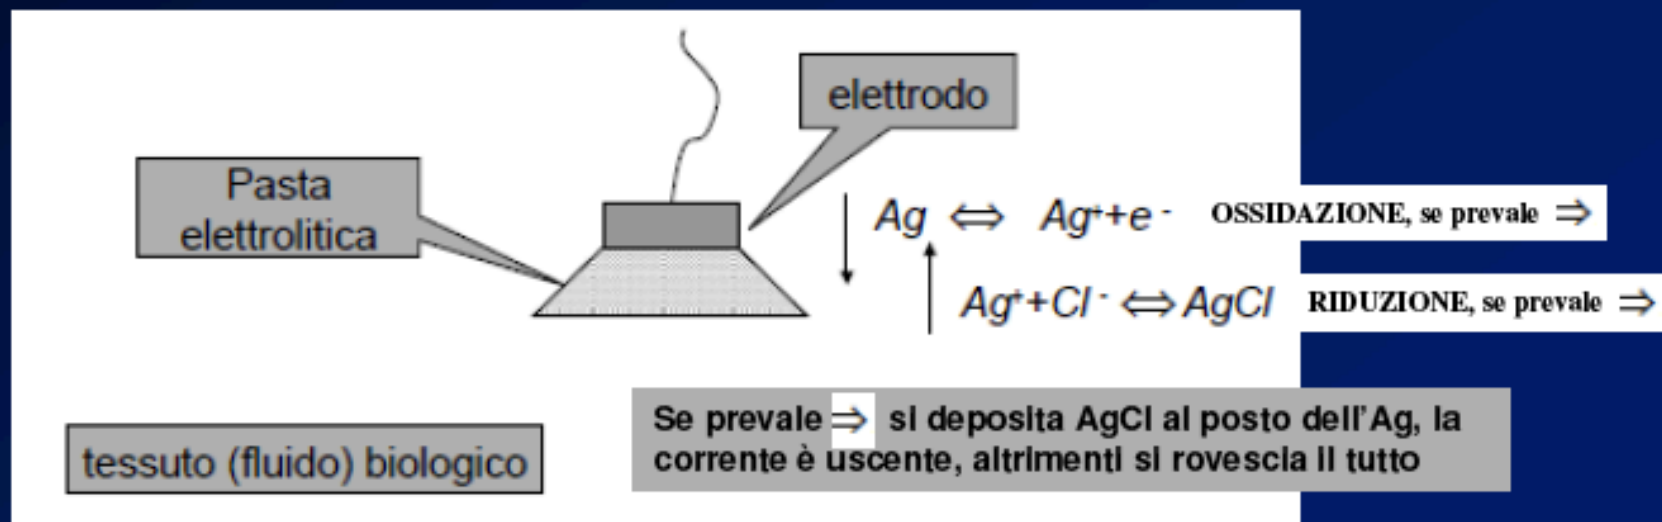 elettrodo
Pasta
elettrolitica
Ag ⇔ Ag⁺+e⁻ OSSIDAZIONE, se prevale ⇒
Ag⁺+Cl⁻ ⇔ AgCl RIDUZIONE, se prevale ⇒
Se prevale ⇒ si deposita AgCl al posto dell'Ag, la
corrente è uscente, altrimenti si rovescia il tutto
tessuto (fluido) biologico